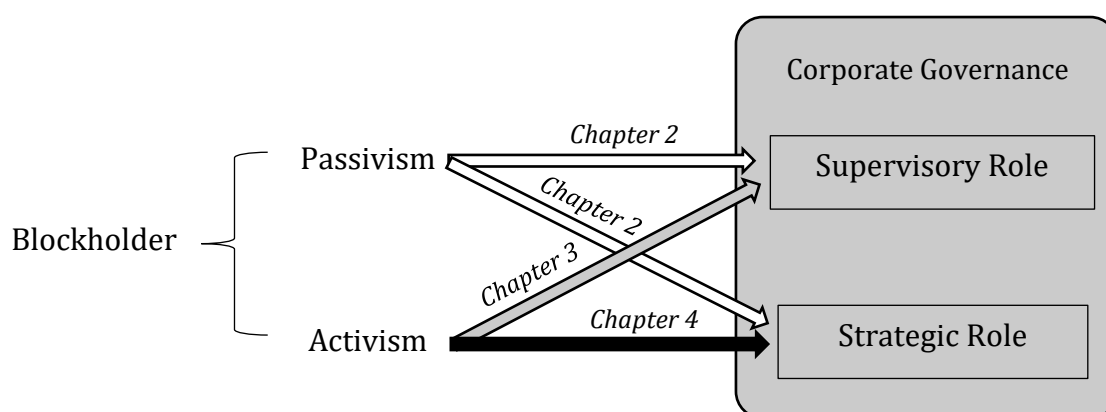 Corporate Governance
Chapter 2
Passivism
Supervisory Role
Chapter 2
Blockholder
Chapter 3
Chapter 4
Activism
Strategic Role